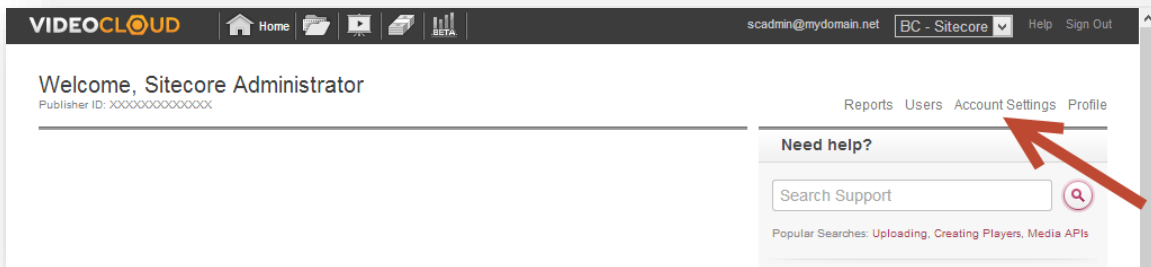 VIDEOCLOUD Home BETA scadmin@mydomain.net BC - Sitecore Help Sign Out
Welcome, Sitecore Administrator
Publisher ID: XXXXXXXXXXXXX
Reports Users Account Settings Profile
Need help?
Search Support
Popular Searches: Uploading, Creating Players, Media APIs